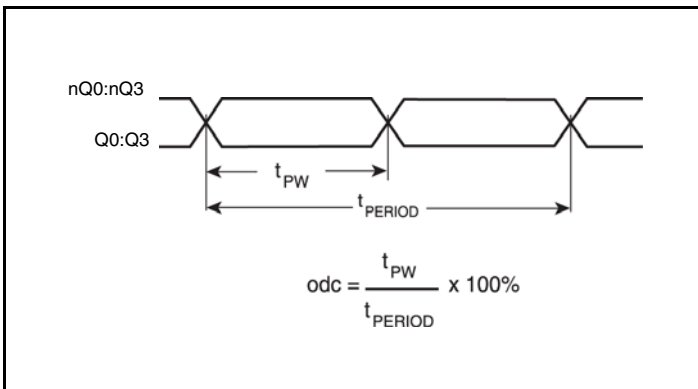 nQ0:nQ3
Q0:Q3
tPW
tPERIOD
odc = tPW / tPERIOD x 100%